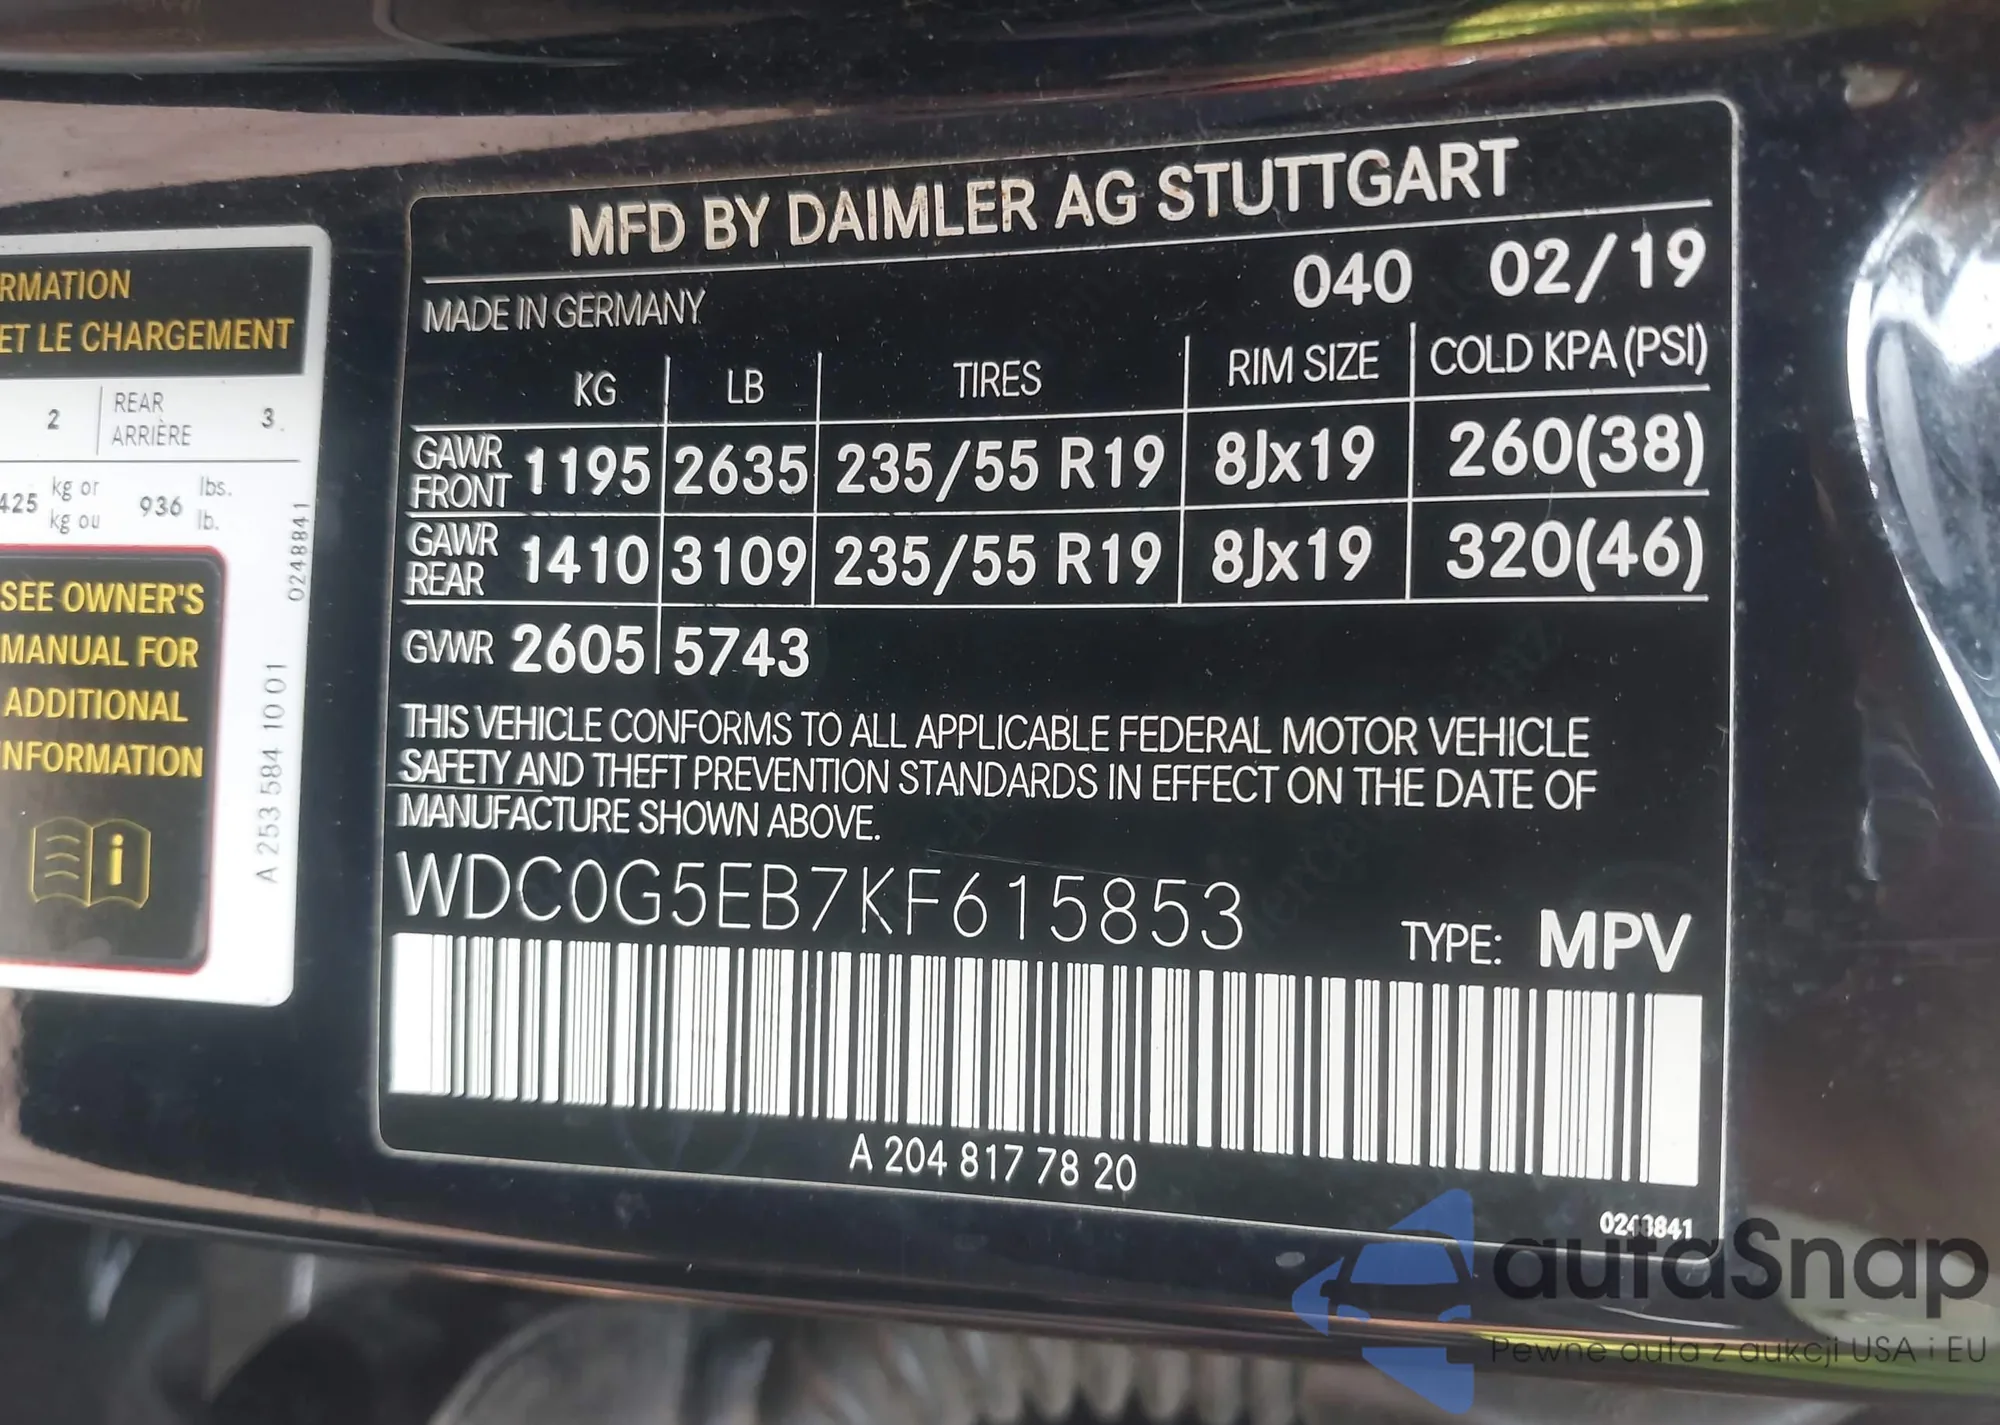 RMATION
ET LE CHARGEMENT
2 REAR 3
ARRIÈRE
425 kg or 936 lbs.
kg ou lb.
0248841
SEE OWNER'S
MANUAL FOR
ADDITIONAL
INFORMATION
i
A 253 584 10 01
MFD BY DAIMLER AG STUTTGART
MADE IN GERMANY 040 02/19
KG LB TIRES RIM SIZE COLD KPA (PSI)
GAWR FRONT 1195 2635 235/55 R19 8Jx19 260(38)
GAWR REAR 1410 3109 235/55 R19 8Jx19 320(46)
GVWR 2605 5743
THIS VEHICLE CONFORMS TO ALL APPLICABLE FEDERAL MOTOR VEHICLE
SAFETY AND THEFT PREVENTION STANDARDS IN EFFECT ON THE DATE OF
MANUFACTURE SHOWN ABOVE.
WDC0G5EB7KF615853
TYPE: MPV
A 204 817 78 20
0248841
autaSnap
Pewne auta z aukcji USA i EU